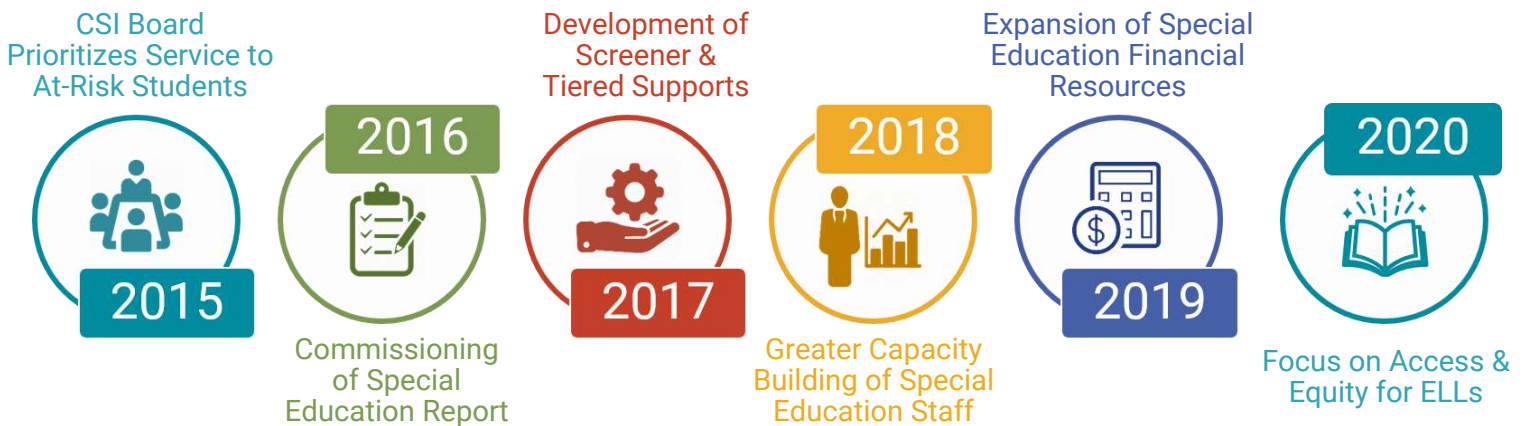 CSI Board
Prioritizes Service to
At-Risk Students
2015
2016
Commissioning
of Special
Education Report
Development of
Screener &
Tiered Supports
2017
2018
Greater Capacity
Building of Special
Education Staff
Expansion of Special
Education Financial
Resources
2019
2020
Focus on Access &
Equity for ELLs